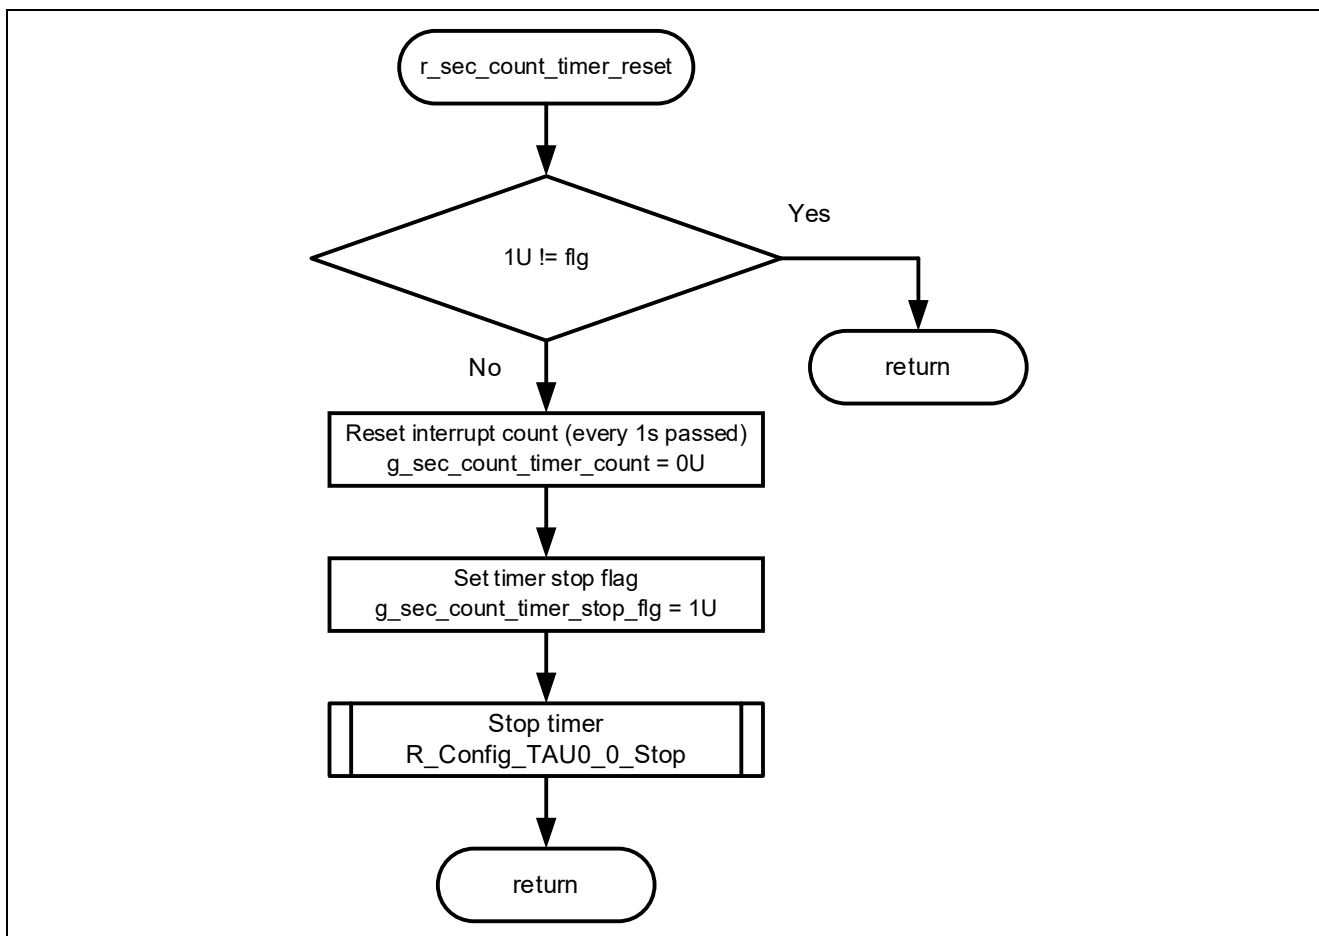 r_sec_count_timer_reset
Yes
1U != flg
return
No
Reset interrupt count (every 1s passed)
g_sec_count_timer_count = 0U
Set timer stop flag
g_sec_count_timer_stop_flg = 1U
Stop timer
R_Config_TAU0_0_Stop
return